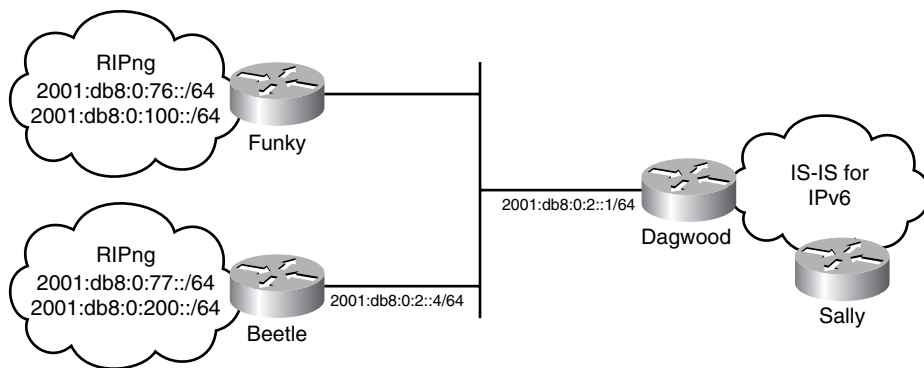 RIPng
2001:db8:0:76::/64
2001:db8:0:100::/64
Funky
RIPng
2001:db8:0:77::/64
2001:db8:0:200::/64
Beetle
2001:db8:0:2::4/64
2001:db8:0:2::1/64
Dagwood
IS-IS for
IPv6
Sally